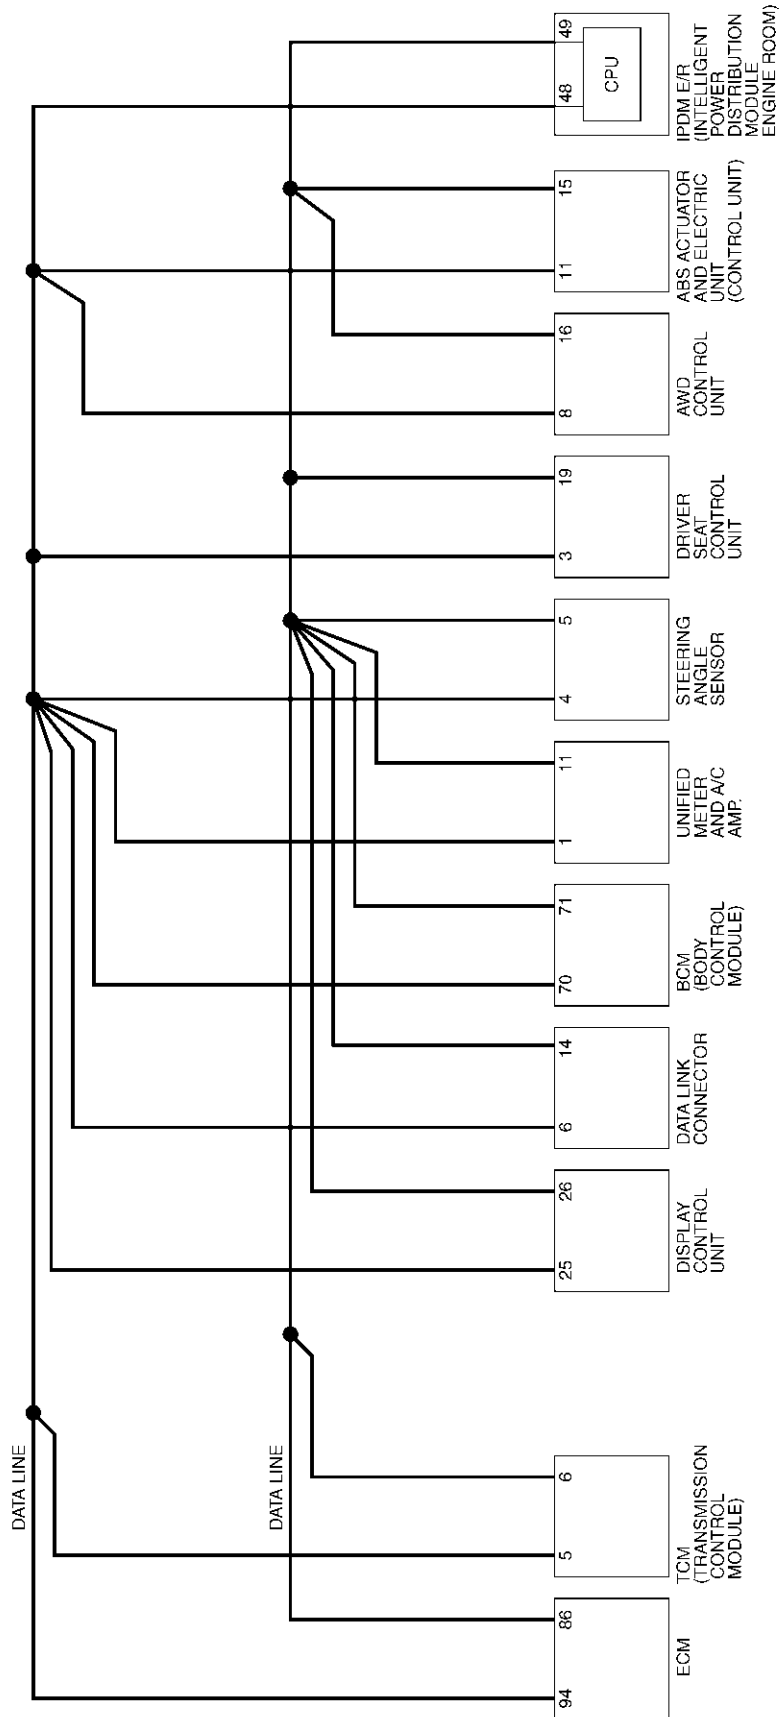 DATA LINE
DATA LINE
94
86
ECM
5
6
TCM
(TRANSMISSION
CONTROL
MODULE)
25
26
DISPLAY
CONTROL
UNIT
6
14
DATA LINK
CONNECTOR
70
71
BCM
(BODY
CONTROL
MODULE)
1
11
UNIFIED
METER
AND A/C
AMP.
4
5
STEERING
ANGLE
SENSOR
3
19
DRIVER
SEAT
CONTROL
UNIT
8
16
AWD
CONTROL
UNIT
11
15
ABS ACTUATOR
AND ELECTRIC
UNIT
(CONTROL UNIT)
48
49
CPU
IPDM E/R
(INTELLIGENT
POWER
DISTRIBUTION
MODULE
ENGINE ROOM)